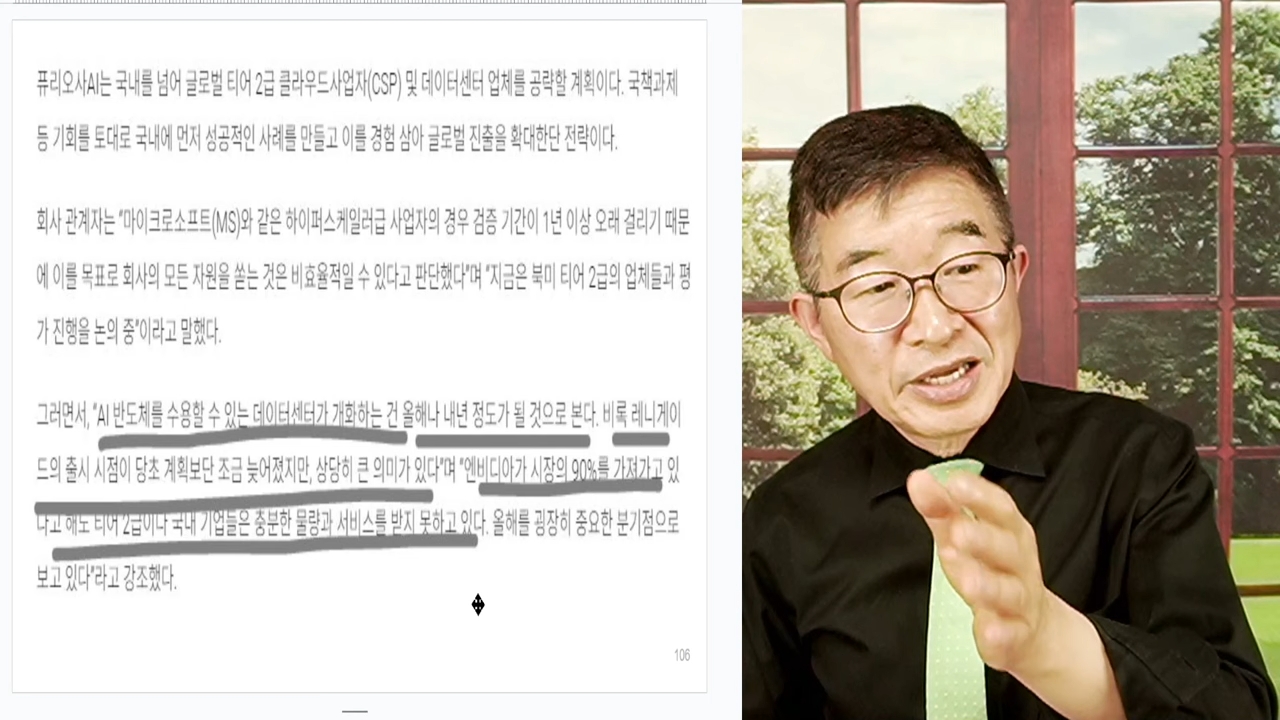 퓨리오사AI는 국내를 넘어 글로벌 티어 2급 클라우드사업자(CSP) 및 데이터센터 업체를 공략할 계획이다. 국책과제
등 기회를 토대로 국내에 먼저 성공적인 사례를 만들고 이를 경험 삼아 글로벌 진출을 확대한단 전략이다.
회사 관계자는 “마이크로소프트(MS)와 같은 하이퍼스케일러급 사업자의 경우 검증 기간이 1년 이상 오래 걸리기 때문
에 이를 목표로 회사의 모든 자원을 쏟는 것은 비효율적일 수 있다고 판단했다”며 “지금은 북미 티어 2급의 업체들과 평
가 진행을 논의 중”이라고 말했다.
그러면서, “AI 반도체를 수용할 수 있는 데이터센터가 개화하는 건 올해나 내년 정도가 될 것으로 본다. 비록 레니게이
드의 출시 시점이 당초 계획보단 조금 늦어졌지만, 상당히 큰 의미가 있다”며 “엔비디아가 시장의 90%를 가져가고 있
다고 해도 티어 2급이나 국내 기업들은 충분한 물량과 서비스를 받지 못하고 있다. 올해를 굉장히 중요한 분기점으로
보고 있다”라고 강조했다.
106